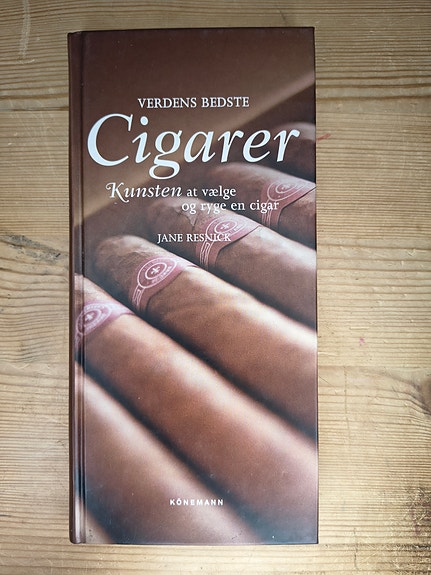 VERDENS BEDSTE
Cigarer
Kunsten at vælge
og ryge en cigar
JANE RESNICK
KÖNEMANN